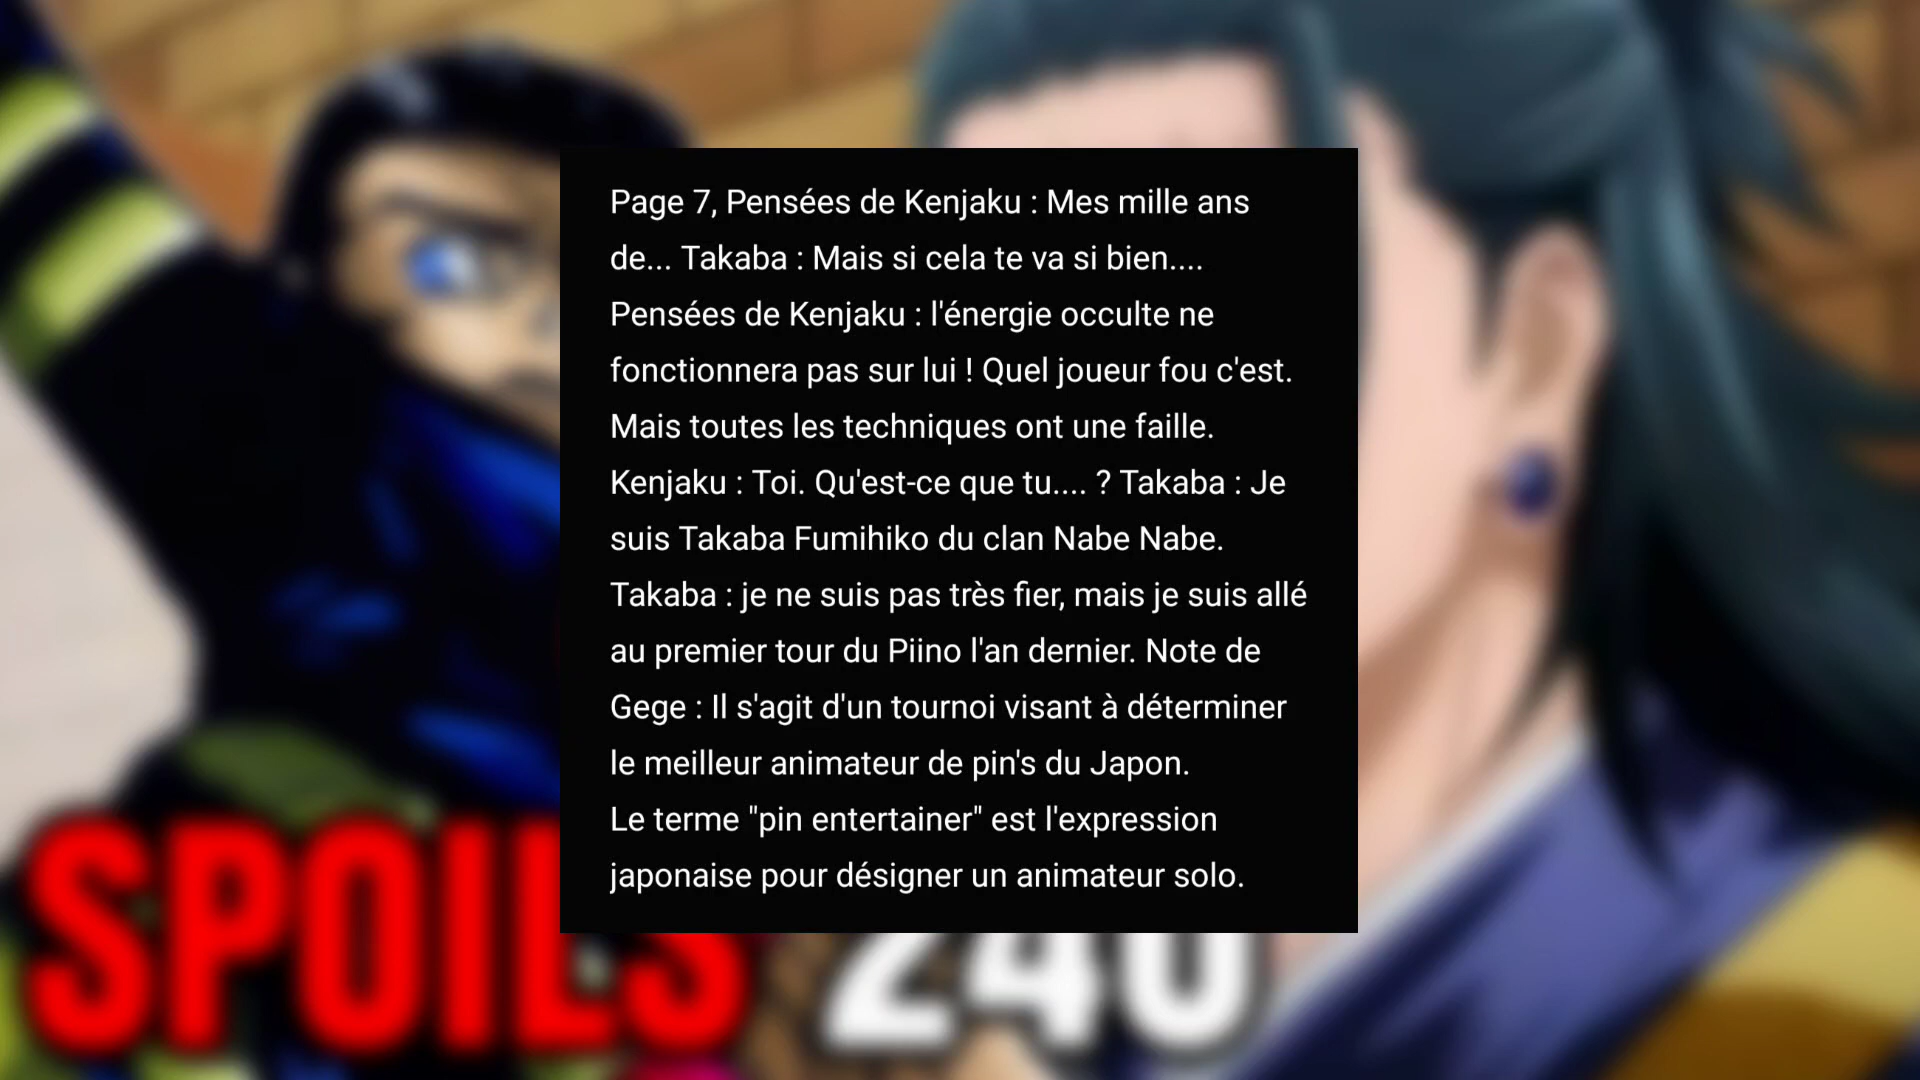 Page 7, Pensées de Kenjaku : Mes mille ans
de... Takaba : Mais si cela te va si bien....
Pensées de Kenjaku : l'énergie occulte ne
fonctionnera pas sur lui ! Quel joueur fou c'est.
Mais toutes les techniques ont une faille.
Kenjaku : Toi. Qu'est-ce que tu.... ? Takaba : Je
suis Takaba Fumihiko du clan Nabe Nabe.
Takaba : je ne suis pas très fier, mais je suis allé
au premier tour du Piino l'an dernier. Note de
Gege : Il s'agit d'un tournoi visant à déterminer
le meilleur animateur de pin's du Japon.
Le terme "pin entertainer" est l'expression
japonaise pour désigner un animateur solo.
SPOILS 240